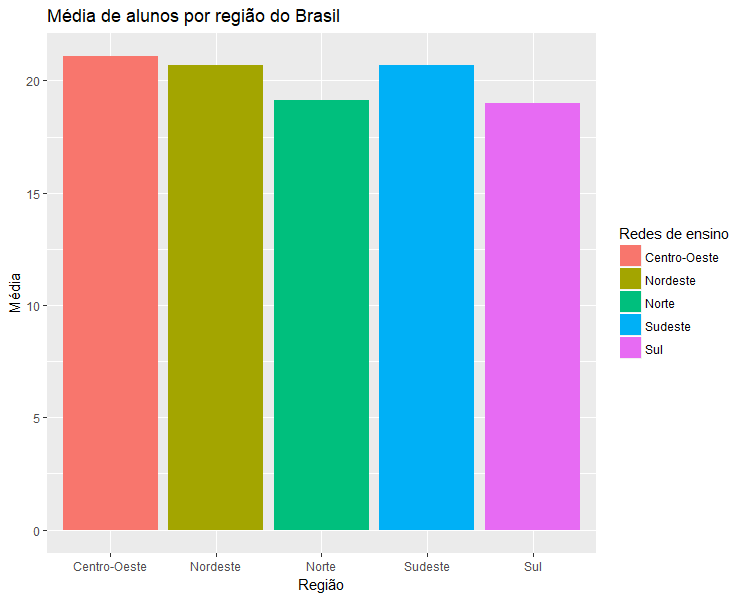 Média de alunos por região do Brasil
Média
20
15
10
5
0
Centro-Oeste
Nordeste
Norte
Sudeste
Sul
Região
Redes de ensino
Centro-Oeste
Nordeste
Norte
Sudeste
Sul